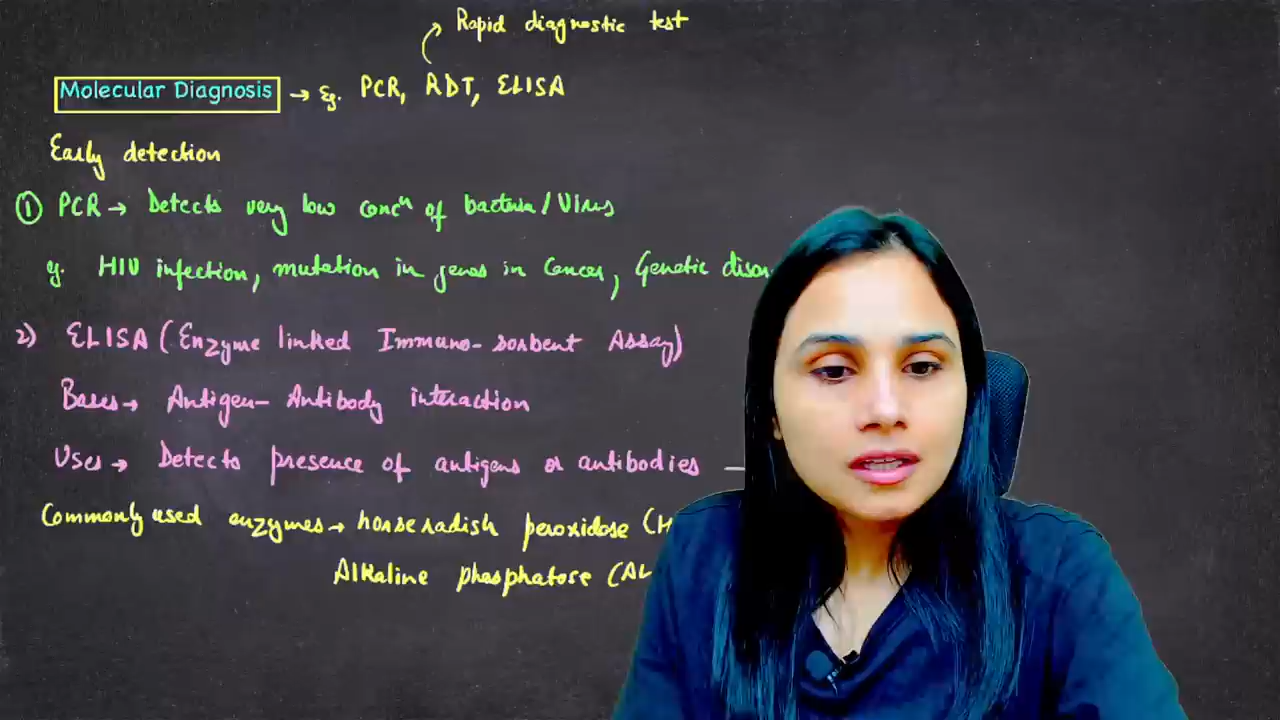 Rapid diagnostic test
Molecular Diagnosis → Eg. PCR, RDT, ELISA
Early detection
① PCR → Detects very low concⁿ of bacteria/Virus
eg. HIV infection, mutation in genes in Cancer, Genetic disor
2) ELISA (Enzyme linked Immuno-sorbent Assay)
Bases → Antigen-Antibody interaction
Uses → Detects presence of antigens or antibodies —
Commonly used enzymes → horseradish peroxidase (H
Alkaline phosphatase (AL